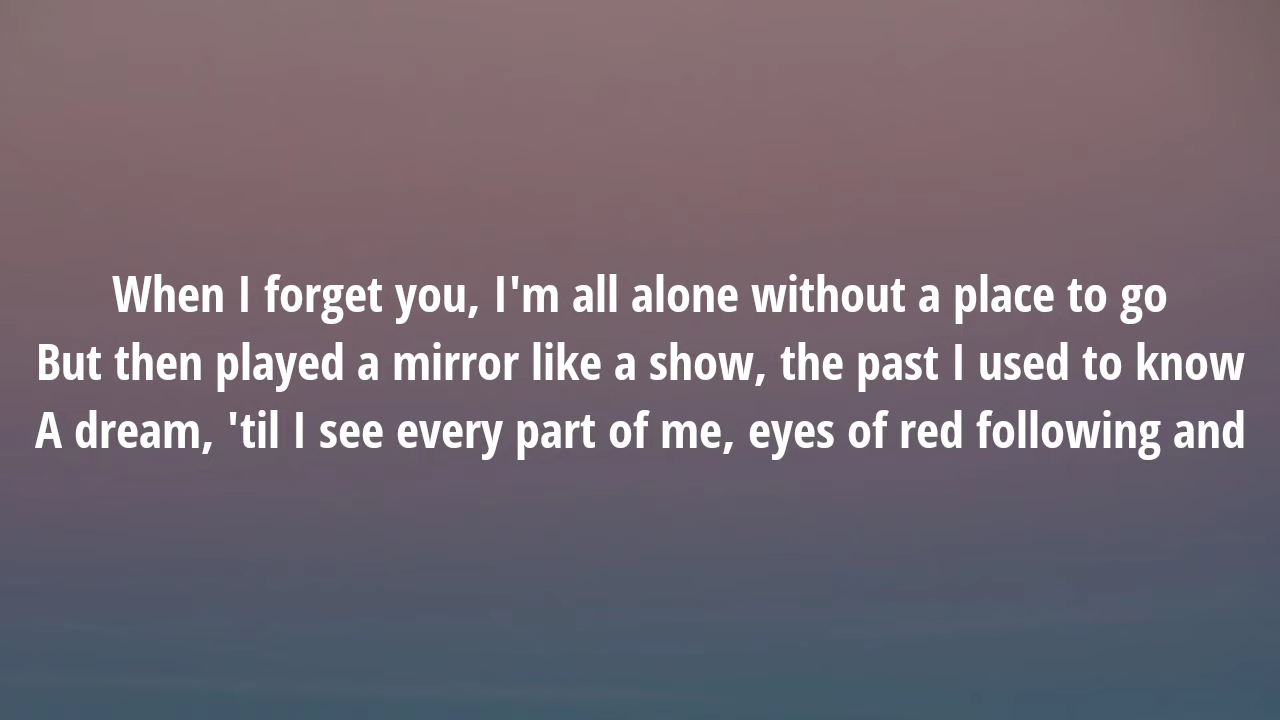 When I forget you, I'm all alone without a place to go
But then played a mirror like a show, the past I used to know
A dream, 'til I see every part of me, eyes of red following and